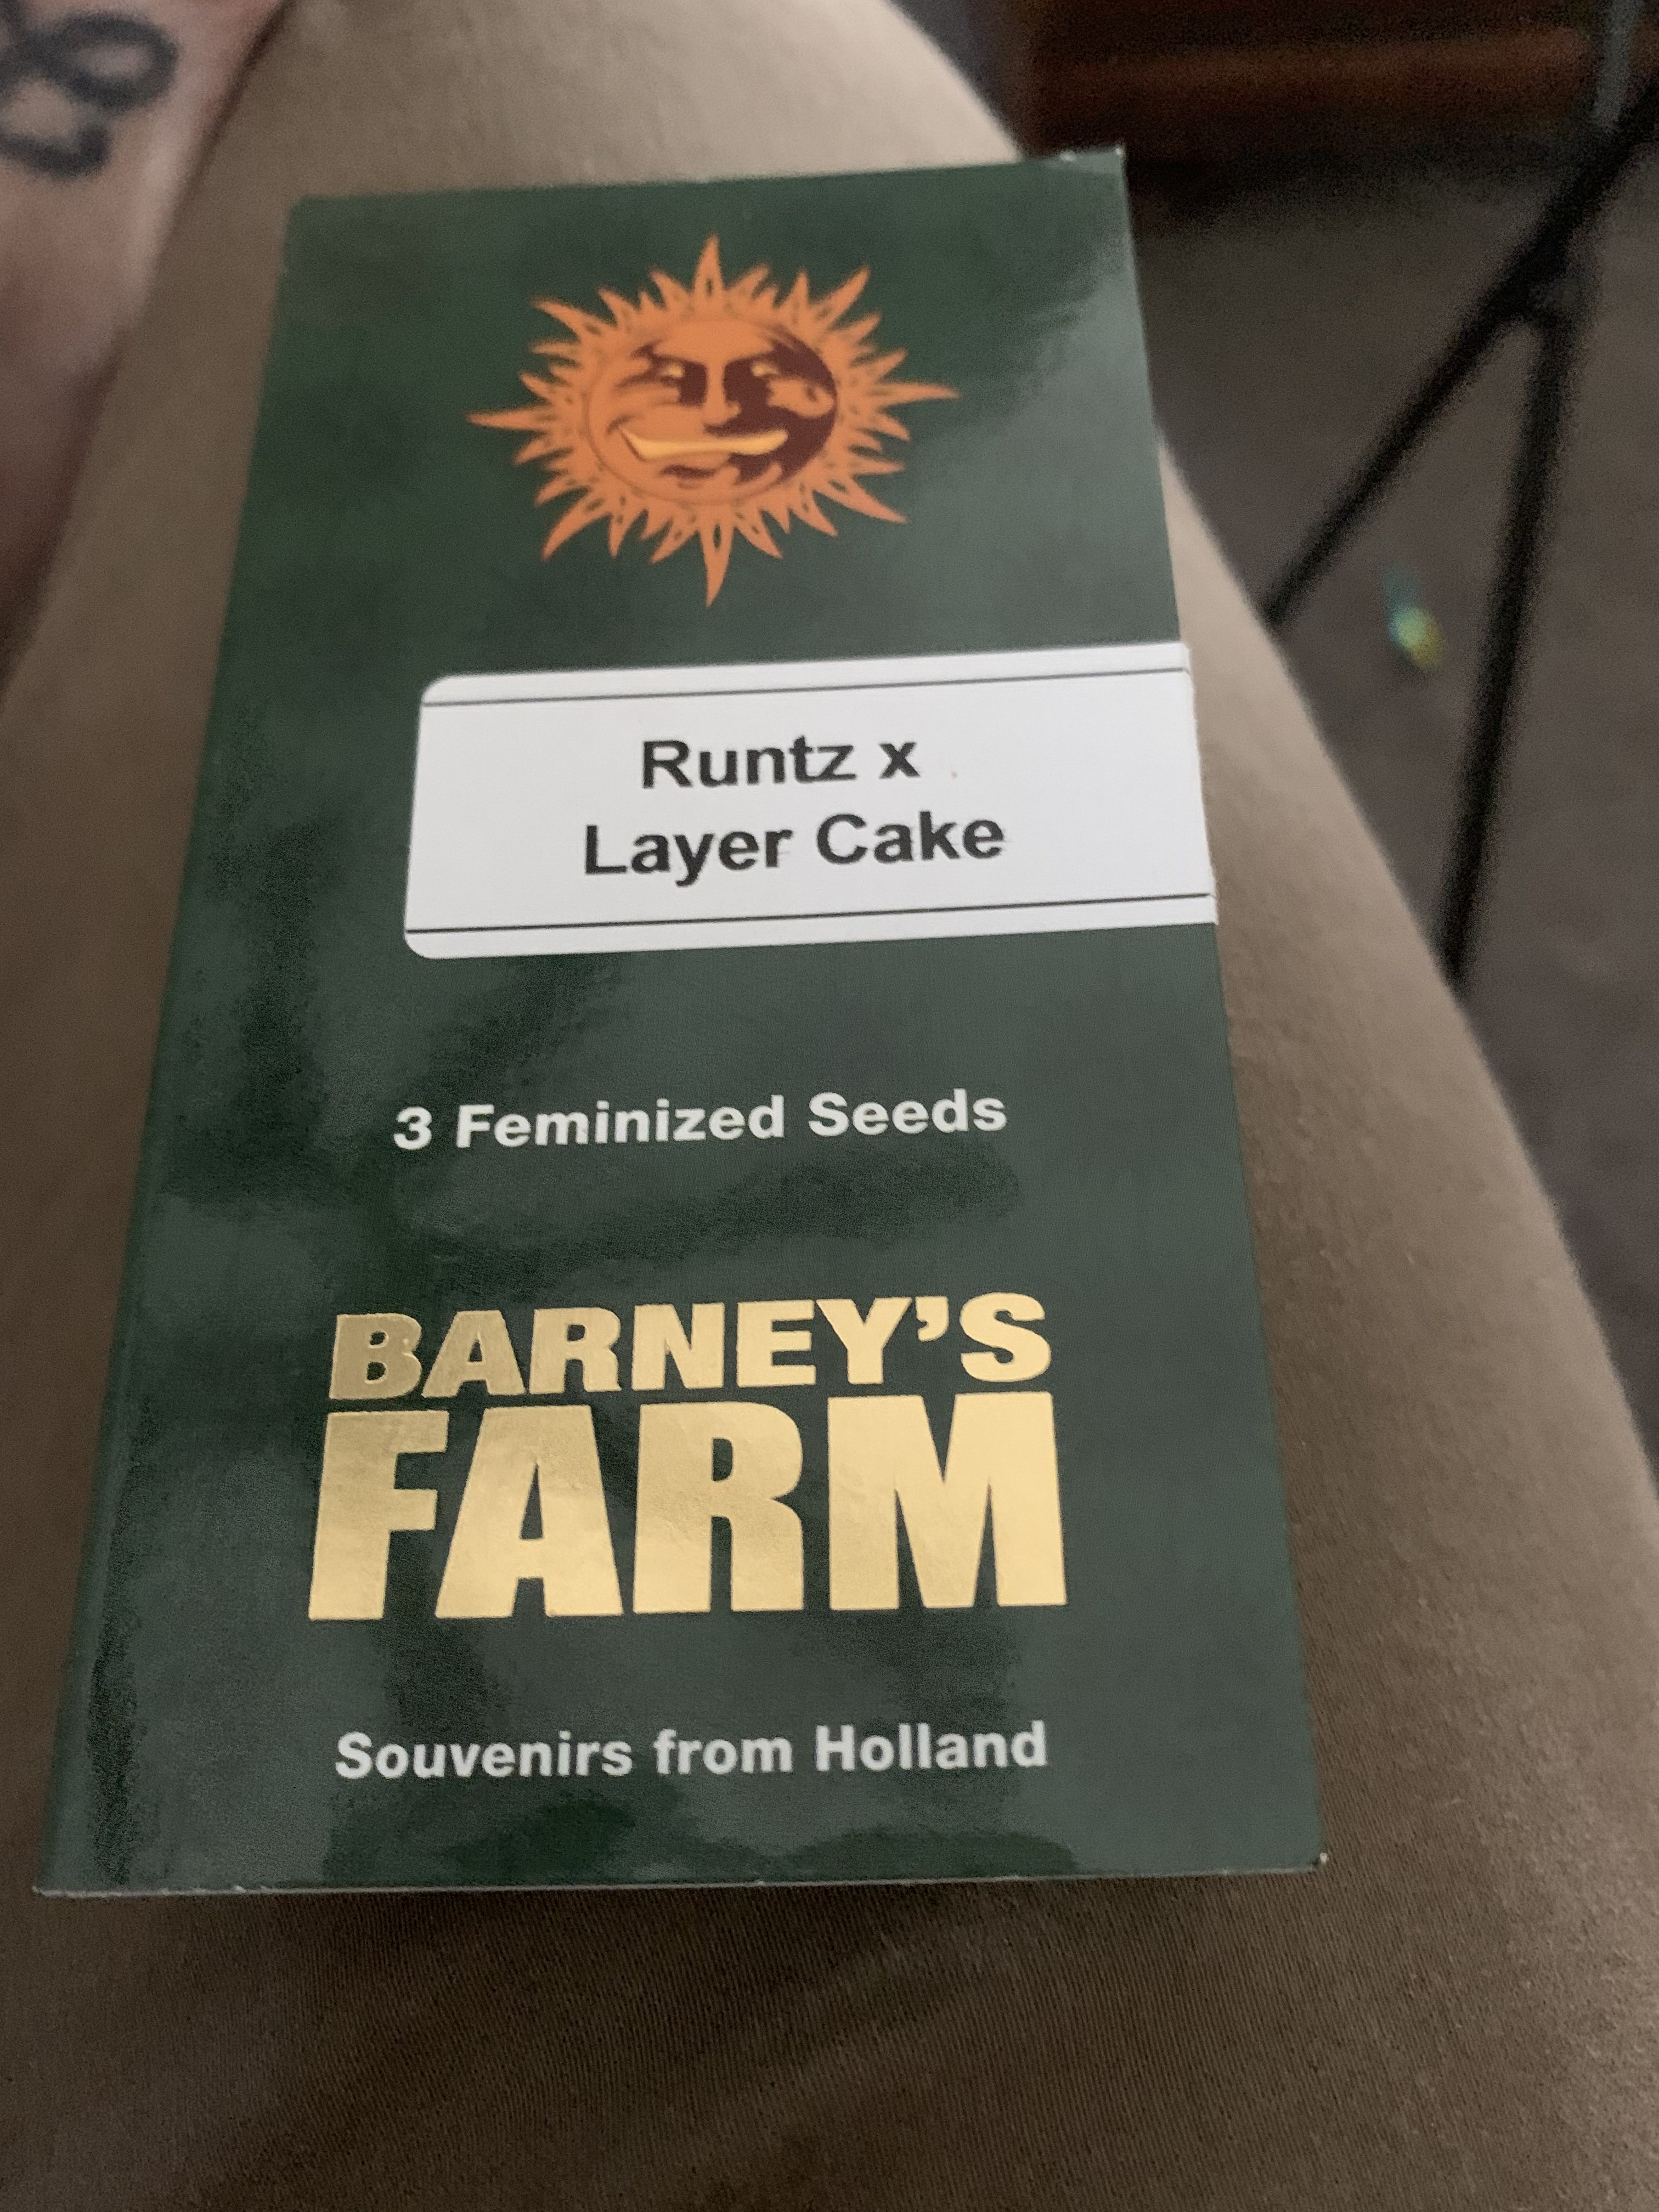 Runtz x
Layer Cake
3 Feminized Seeds
BARNEY'S
FARM
Souvenirs from Holland